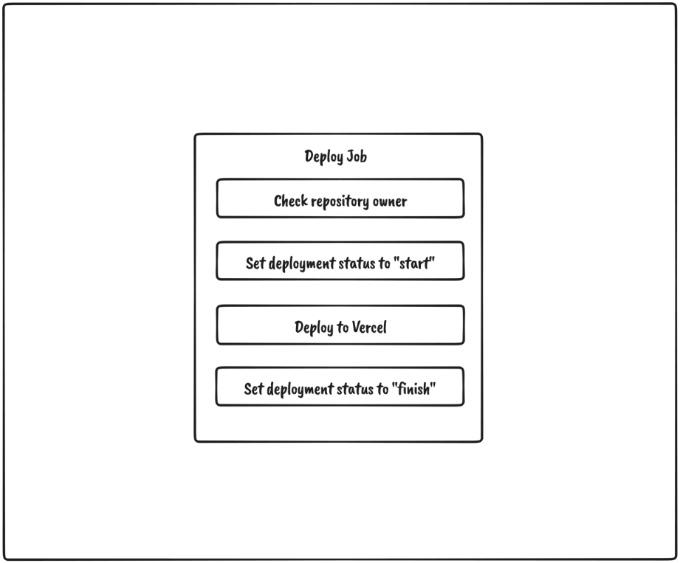 Deploy Job
Check repository owner
Set deployment status to "start"
Deploy to Vercel
Set deployment status to "finish"